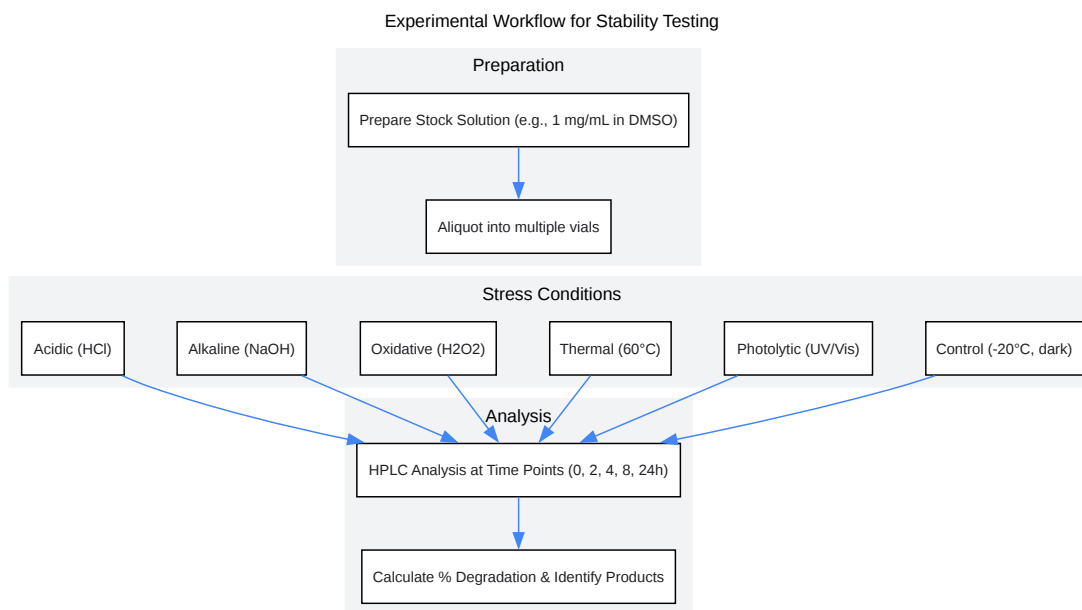 Experimental Workflow for Stability Testing
Preparation
Prepare Stock Solution (e.g., 1 mg/mL in DMSO)
Aliquot into multiple vials
Stress Conditions
Acidic (HCl)
Alkaline (NaOH)
Oxidative (H2O2)
Thermal (60°C)
Photolytic (UV/Vis)
Control (-20°C, dark)
Analysis
HPLC Analysis at Time Points (0, 2, 4, 8, 24h)
Calculate % Degradation & Identify Products